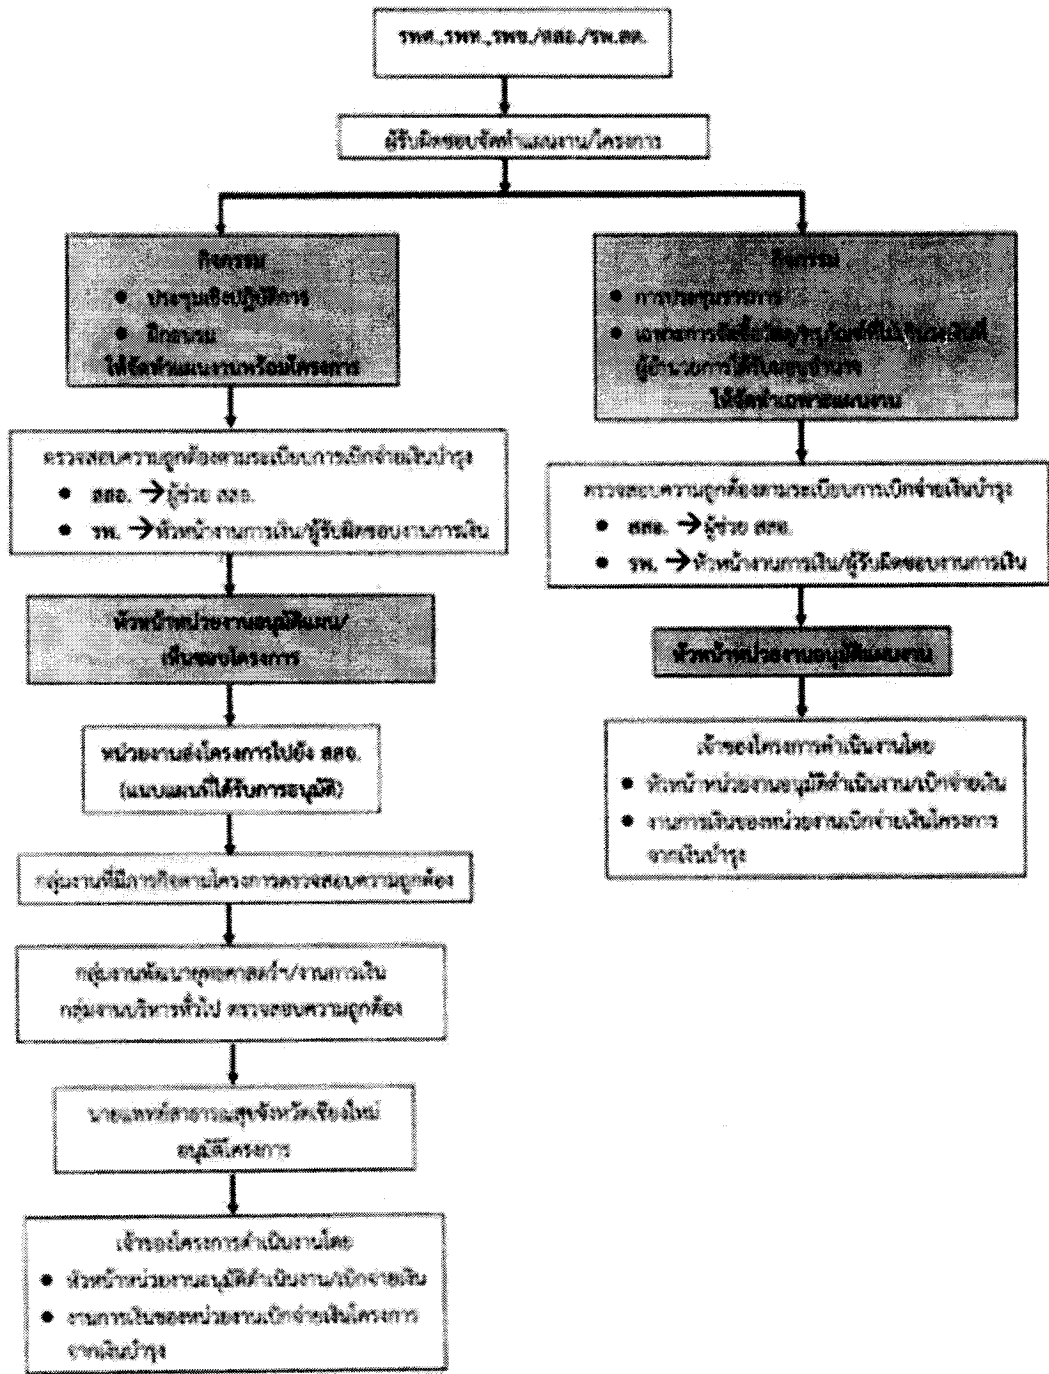 รพศ.,รพท.,รพช./สสอ./รพ.สต.
ผู้รับผิดชอบจัดทำแผนงาน/โครงการ
กิจกรรม
● ประชุมเชิงปฏิบัติการ
● ฝึกอบรม
ให้จัดทำแผนงานพร้อมโครงการ
ตรวจสอบความถูกต้องตามระเบียบการเบิกจ่ายเงินบำรุง
● สสอ. →ผู้ช่วย สสอ.
● รพ. →หัวหน้างานการเงิน/ผู้รับผิดชอบงานการเงิน
หัวหน้าหน่วยงานอนุมัติแผน/
เห็นชอบโครงการ
หน่วยงานส่งโครงการไปยัง สสจ.
(แนบแผนที่ได้รับการอนุมัติ)
กลุ่มงานที่มีภารกิจตามโครงการตรวจสอบความถูกต้อง
กลุ่มงานพัฒนายุทธศาสตร์ฯ/งานการเงิน
กลุ่มงานบริหารทั่วไป ตรวจสอบความถูกต้อง
นายแพทย์สาธารณสุขจังหวัดเชียงใหม่
อนุมัติโครงการ
เจ้าของโครงการดำเนินงานโดย
● หัวหน้าหน่วยงานอนุมัติดำเนินงาน/เบิกจ่ายเงิน
● งานการเงินของหน่วยงานเบิกจ่ายเงินโครงการ
จากเงินบำรุง
กิจกรรม
● การประชุมราชการ
● เฉพาะการจัดซื้อวัสดุ/ครุภัณฑ์ที่ไม่เกินวงเงินที่
ผู้อำนวยการได้รับมอบอำนาจ
ให้จัดทำเฉพาะแผนงาน
ตรวจสอบความถูกต้องตามระเบียบการเบิกจ่ายเงินบำรุง
● สสอ. →ผู้ช่วย สสอ.
● รพ. →หัวหน้างานการเงิน/ผู้รับผิดชอบงานการเงิน
หัวหน้าหน่วยงานอนุมัติแผนงาน
เจ้าของโครงการดำเนินงานโดย
● หัวหน้าหน่วยงานอนุมัติดำเนินงาน/เบิกจ่ายเงิน
● งานการเงินของหน่วยงานเบิกจ่ายเงินโครงการ
จากเงินบำรุง